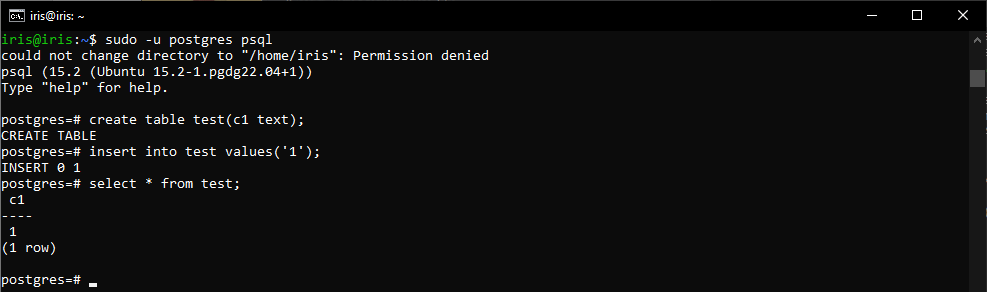 iris@iris: ~
iris@iris:~$ sudo -u postgres psql
could not change directory to "/home/iris": Permission denied
psql (15.2 (Ubuntu 15.2-1.pgdg22.04+1))
Type "help" for help.

postgres=# create table test(c1 text);
CREATE TABLE
postgres=# insert into test values('1');
INSERT 0 1
postgres=# select * from test;
 c1
----
 1
(1 row)

postgres=#